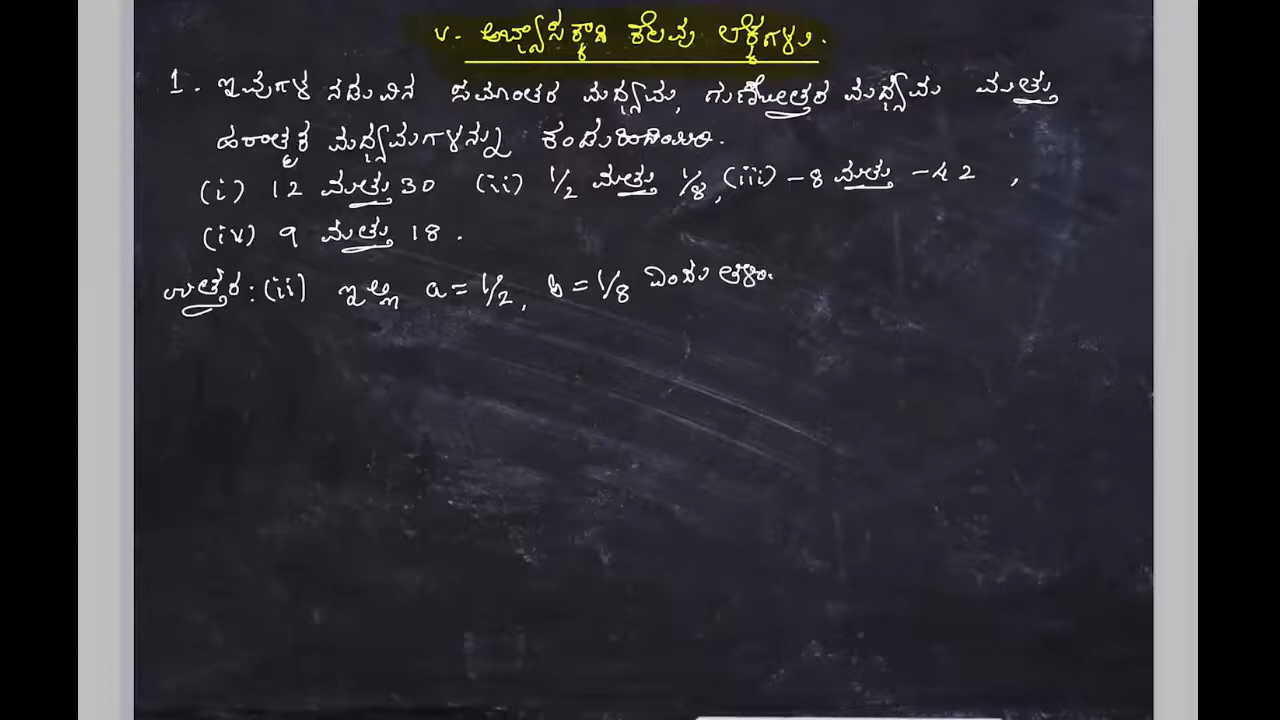 v. ಅಭ್ಯಾಸಕ್ಕಾಗಿ ಕೆಲವು ಲೆಕ್ಕಗಳು.
1. ಇವುಗಳ ನಡುವಿನ ಸಮಾಂತರ ಮಧ್ಯಮ, ಗುಣೋತ್ತರ ಮಧ್ಯಮ ಮತ್ತು
ಹರಾತ್ಮಕ ಮಧ್ಯಮಗಳನ್ನು ಕಂಡುಹಿಡಿಯಿರಿ.
(i) 12 ಮತ್ತು 30 (ii) 1/2 ಮತ್ತು 1/8, (iii) -8 ಮತ್ತು -42 ,
(iv) 9 ಮತ್ತು 18 .
ಉತ್ತರ : (ii) ಇಲ್ಲಿ a = 1/2, b = 1/8 ಎಂದು